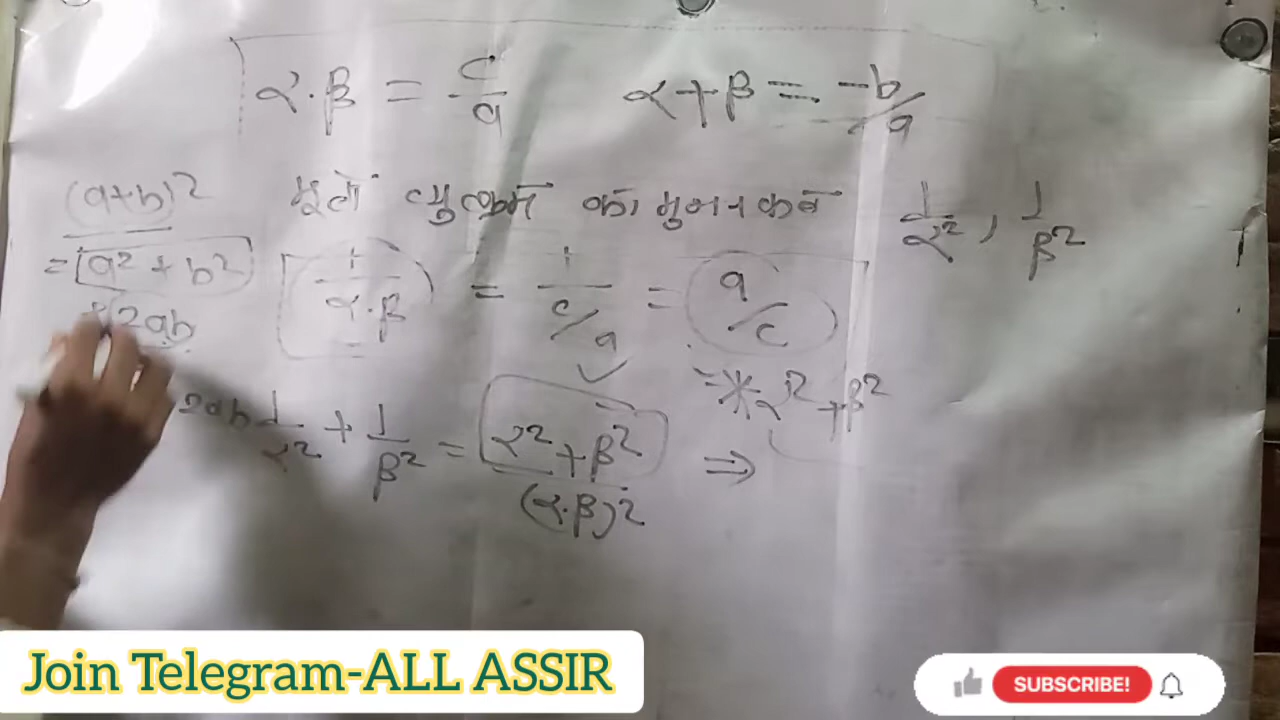 α.β = c/a   α+β = -b/a
(a+b)²
मूलो व्युत्क्रम का गुणनफल 1/α², 1/β²
= a² + b²
+ 2ab
1/α.β = 1/c/a = a/c
= α² + β²
2ab
1/α² + 1/β² = α² + β²/(α.β)² ⇒
Join Telegram-ALL ASSIR
SUBSCRIBE!